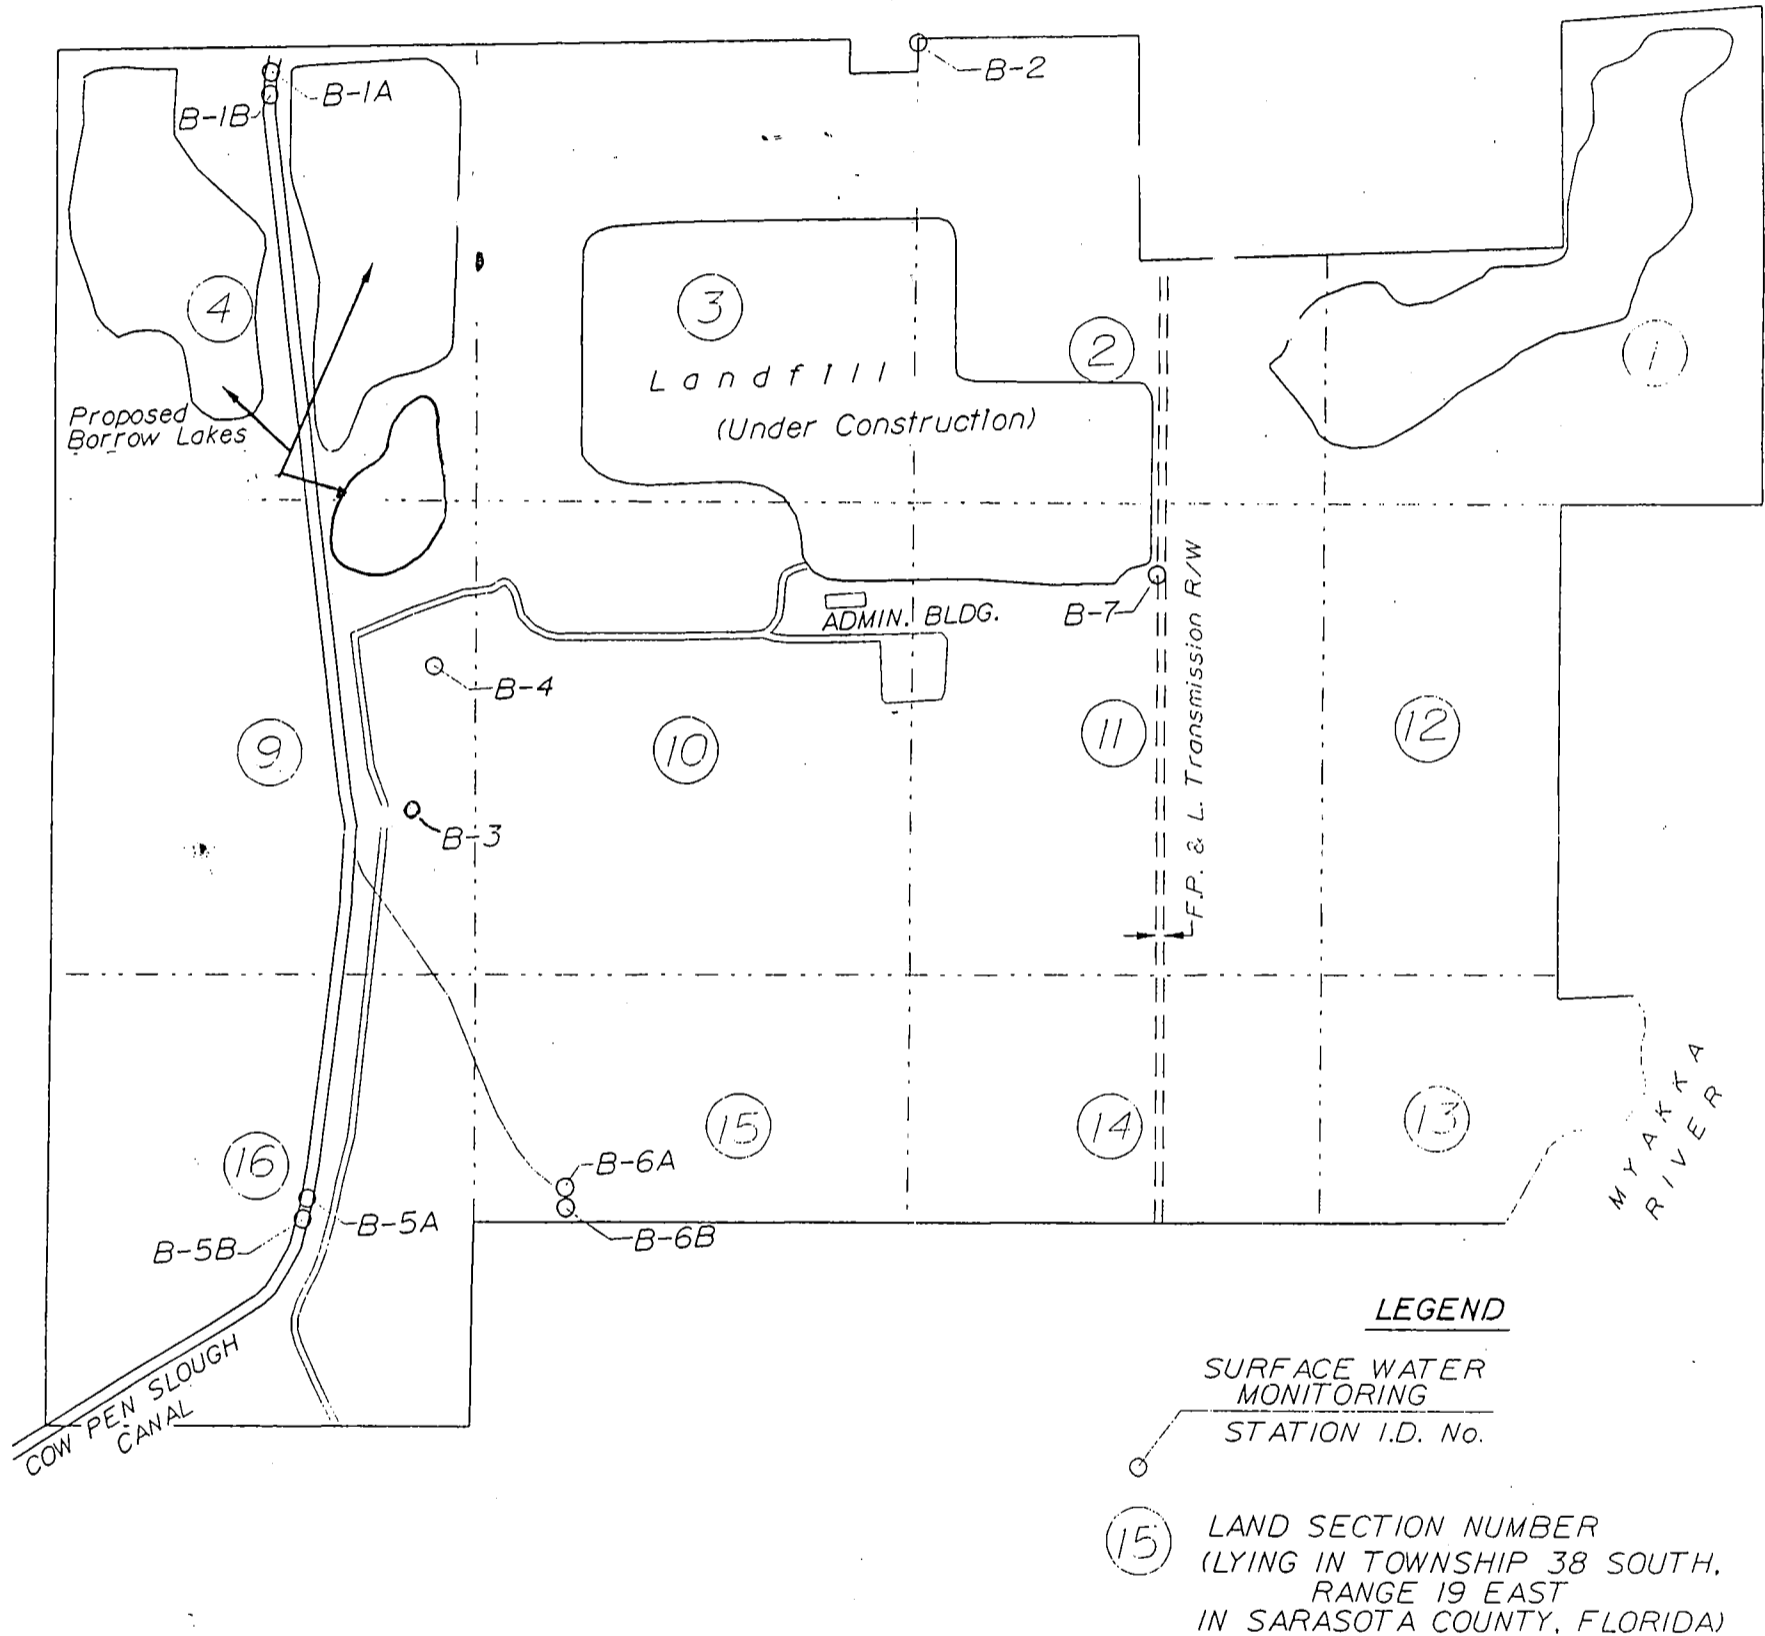 B-2
B-1A
B-1B
4
3
2
1
Landfill
(Under Construction)
Proposed
Borrow Lakes
ADMIN. BLDG.
B-7
F.P. & L. Transmission R/W
B-4
9
10
11
12
B-3
16
15
14
13
MYAKKA
RIVER
B-6A
B-6B
B-5A
B-5B
COW PEN SLOUGH
CANAL
LEGEND
SURFACE WATER
MONITORING
STATION I.D. No.
15
LAND SECTION NUMBER
(LYING IN TOWNSHIP 38 SOUTH,
RANGE 19 EAST
IN SARASOTA COUNTY, FLORIDA)